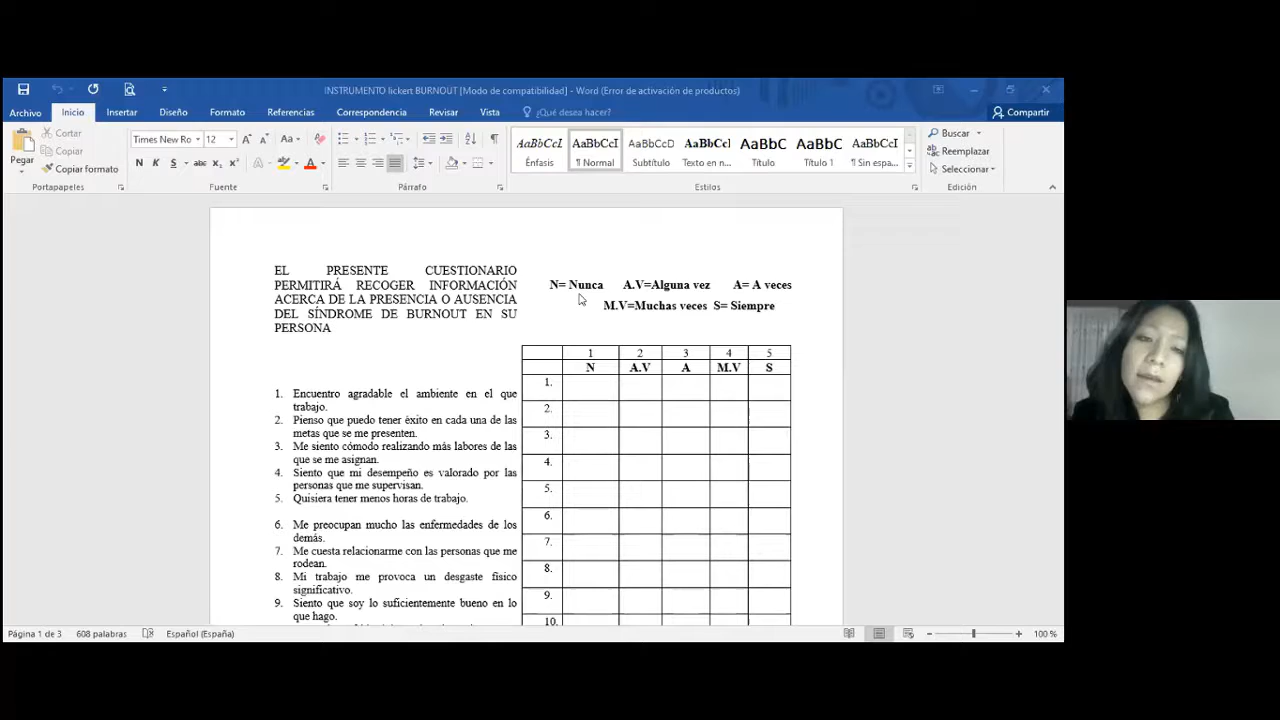 INSTRUMENTO lickert BURNOUT [Modo de compatibilidad] - Word (Error de activación de productos)
Archivo Inicio Insertar Diseño Formato Referencias Correspondencia Revisar Vista ¿Qué desea hacer? Compartir
Pegar
Cortar
Copiar
Copiar formato
Times New Ro 12
Aa
N K S abc x₂ x²
AaBbCcI AaBbCcI AaBbCcD AaBbCcI AaBbC AaBbC AaBbCcI
Énfasis ¶ Normal Subtítulo Texto en n... Título Título 1 ¶ Sin espa...
Buscar
Reemplazar
Seleccionar
Portapapeles Fuente Párrafo Estilos Edición
EL PRESENTE CUESTIONARIO
PERMITIRÁ RECOGER INFORMACIÓN
ACERCA DE LA PRESENCIA O AUSENCIA
DEL SÍNDROME DE BURNOUT EN SU
PERSONA
N= Nunca A.V=Alguna vez A= A veces
M.V=Muchas veces S= Siempre
1 2 3 4 5
N A.V A M.V S
1. Encuentro agradable el ambiente en el que
trabajo.
2. Pienso que puedo tener èxito en cada una de las
metas que se me presenten.
3. Me siento cómodo realizando más labores de las
que se me asignan.
4. Siento que mi desempeño es valorado por las
personas que me supervisan.
5. Quisiera tener menos horas de trabajo.
6. Me preocupan mucho las enfermedades de los
demás.
7. Me cuesta relacionarme con las personas que me
rodean.
8. Mi trabajo me provoca un desgaste físico
significativo.
9. Siento que soy lo suficientemente bueno en lo
que hago.
1.
2.
3.
4.
5.
6.
7.
8.
9.
10.
Página 1 de 3 608 palabras Español (España) 100 %